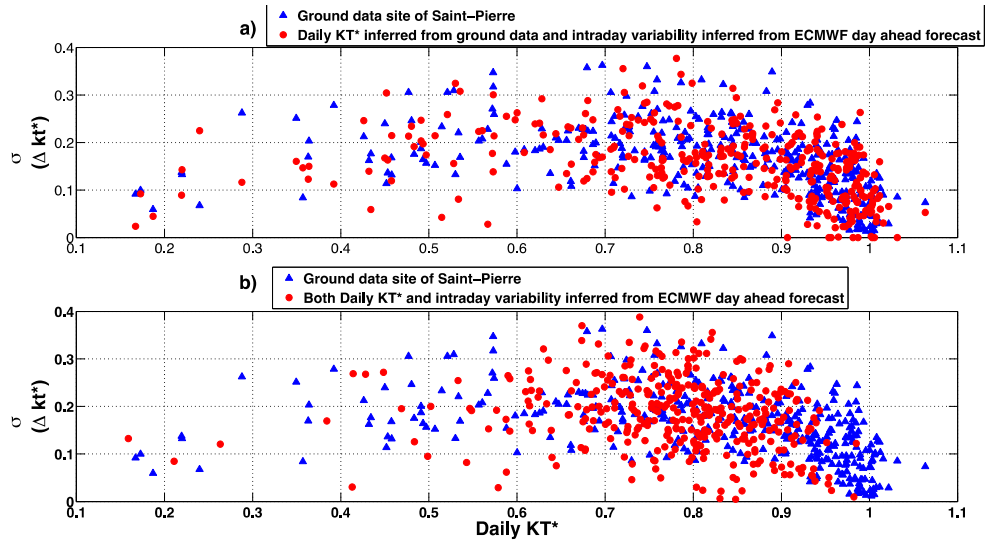 a)
Ground data site of Saint−Pierre
Daily KT* inferred from ground data and intraday variability inferred from ECMWF day ahead forecast
0.4
0.3
0.2
0.1
0
σ
(Δ kt*)
0.1 0.2 0.3 0.4 0.5 0.6 0.7 0.8 0.9 1 1.1
b)
Ground data site of Saint−Pierre
Both Daily KT* and intraday variability inferred from ECMWF day ahead forecast
0.4
0.3
0.2
0.1
0
σ
(Δ kt*)
0.1 0.2 0.3 0.4 0.5 0.6 0.7 0.8 0.9 1 1.1
Daily KT*